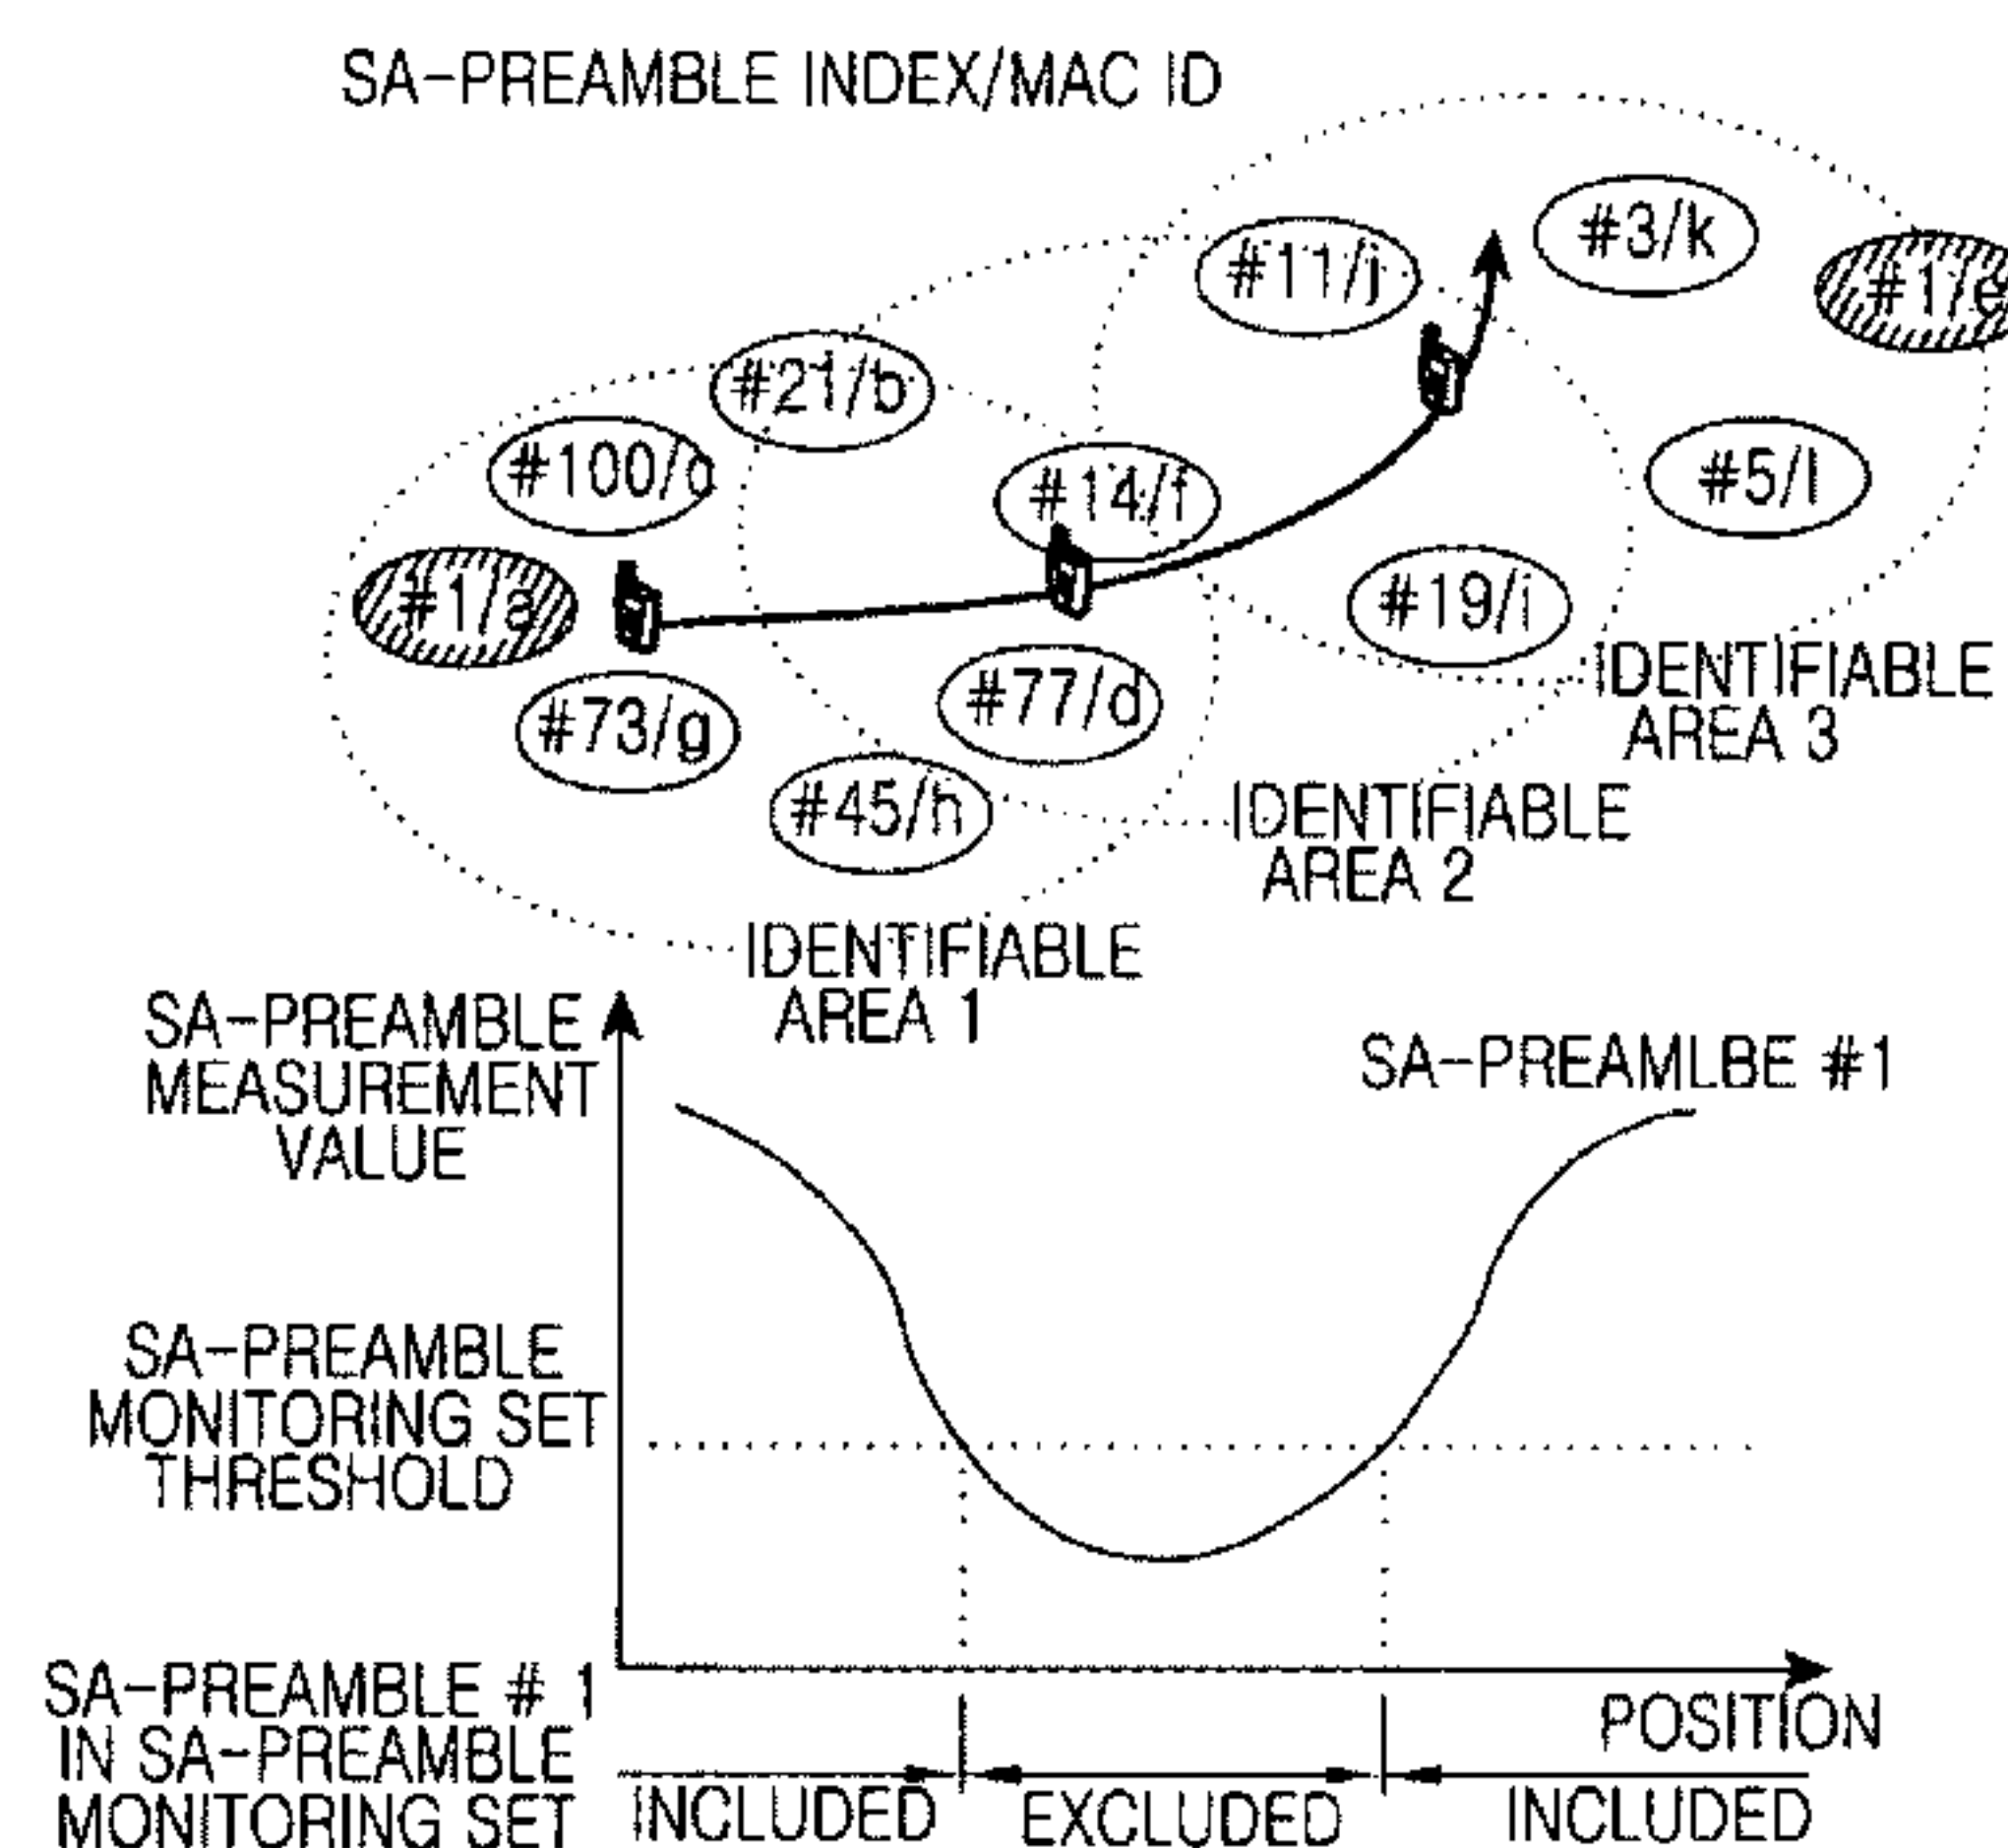 SA-PREAMBLE INDEX/MAC ID
#3/k
#11/j
#1/e
#21/b
#100/
#14/f
#5/l
#1/a
#19/i
IDENTIFIABLE
AREA 3
#77/d
#73/g
#45/h
IDENTIFIABLE
AREA 2
IDENTIFIABLE
AREA 1
SA-PREAMBLE
MEASUREMENT
VALUE
SA-PREAMLBE #1
SA-PREAMBLE
MONITORING SET
THRESHOLD
SA-PREAMBLE # 1
IN SA-PREAMBLE
MONITORING SET
POSITION
INCLUDED
EXCLUDED
INCLUDED